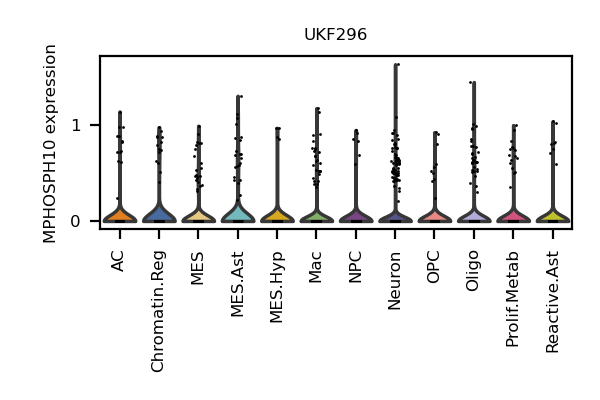 UKF296
MPHOSPH10 expression
1
0
AC
Chromatin.Reg
MES
MES.Ast
MES.Hyp
Mac
NPC
Neuron
OPC
Oligo
Prolif.Metab
Reactive.Ast